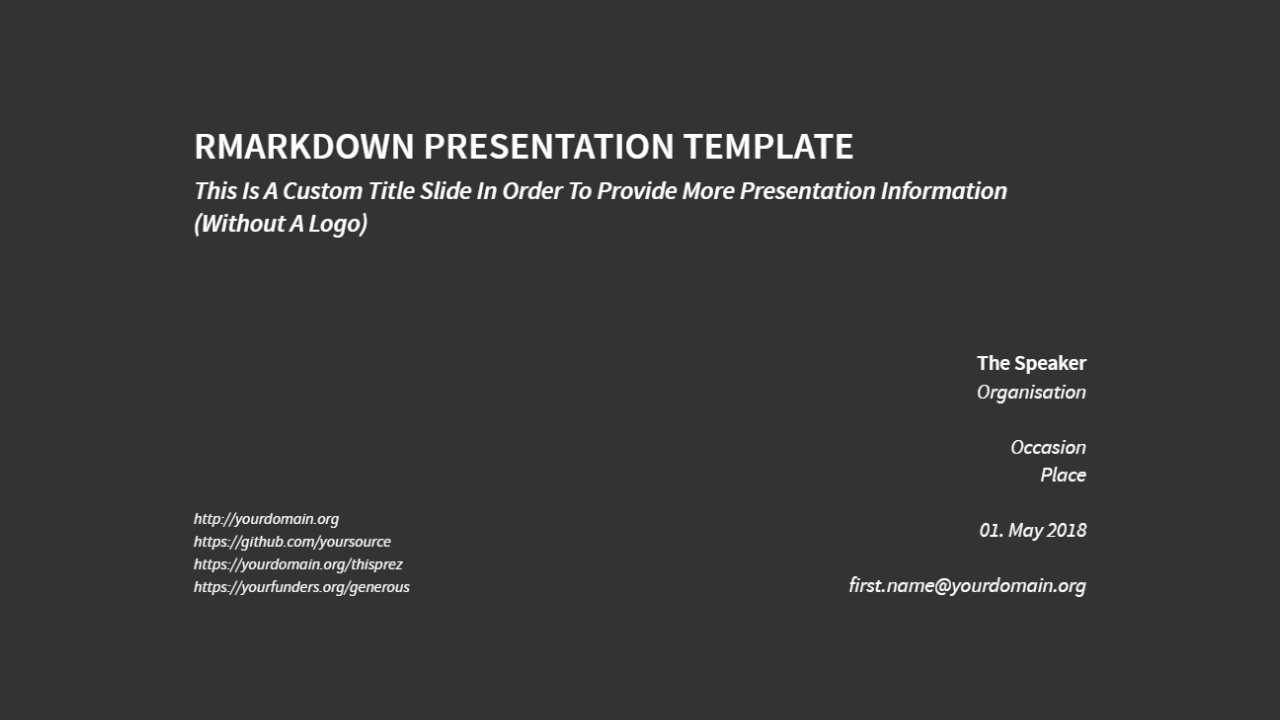 RMARKDOWN PRESENTATION TEMPLATE
This Is A Custom Title Slide In Order To Provide More Presentation Information
(Without A Logo)
The Speaker
Organisation
Occasion
Place
01. May 2018
first.name@yourdomain.org
http://yourdomain.org
https://github.com/yoursource
https://yourdomain.org/thisprez
https://yourfunders.org/generous